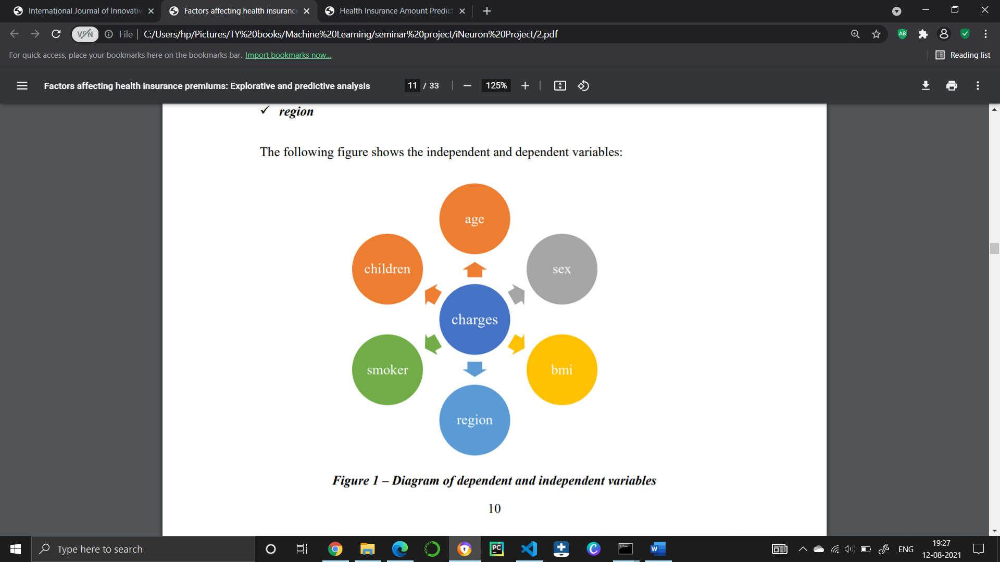 International Journal of Innovativ
Factors affecting health insurance
Health Insurance Amount Predict
VPN
File
C:/Users/hp/Pictures/TY%20books/Machine%20Learning/seminar%20project/iNeuron%20Project/2.pdf
AB
For quick access, place your bookmarks here on the bookmarks bar. Import bookmarks now...
Reading list
Factors affecting health insurance premiums: Explorative and predictive analysis
11 / 33
125%
✓ region
The following figure shows the independent and dependent variables:
age
children
sex
charges
smoker
bmi
region
Figure 1 – Diagram of dependent and independent variables
10
Type here to search
PC
W
ENG
19:27
12-08-2021